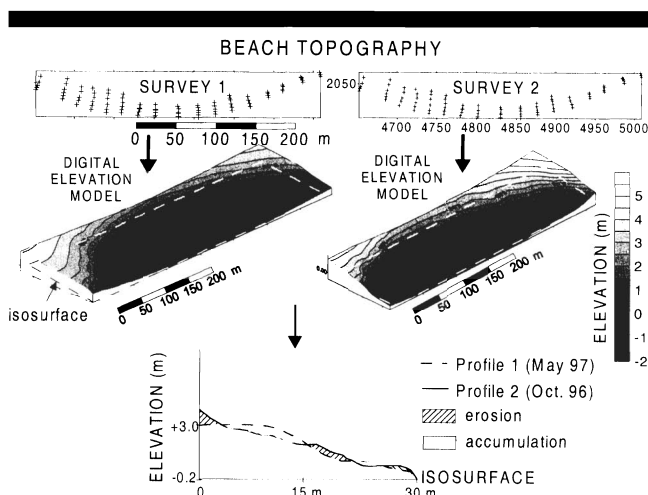 BEACH TOPOGRAPHY
SURVEY 1
2050
SURVEY 2
4700 4750 4800 4850 4900 4950 5000
0 50 100 150 200 m
DIGITAL
ELEVATION
MODEL
DIGITAL
ELEVATION
MODEL
isosurface
0 50 100 150 200 m
0 50 100 150 200 m
ELEVATION (m)
5
4
3
2
1
0
-1
-2
ELEVATION (m)
+3.0
-0.2
0 15 m 30 m
ISOSURFACE
Profile 1 (May 97)
Profile 2 (Oct. 96)
erosion
accumulation